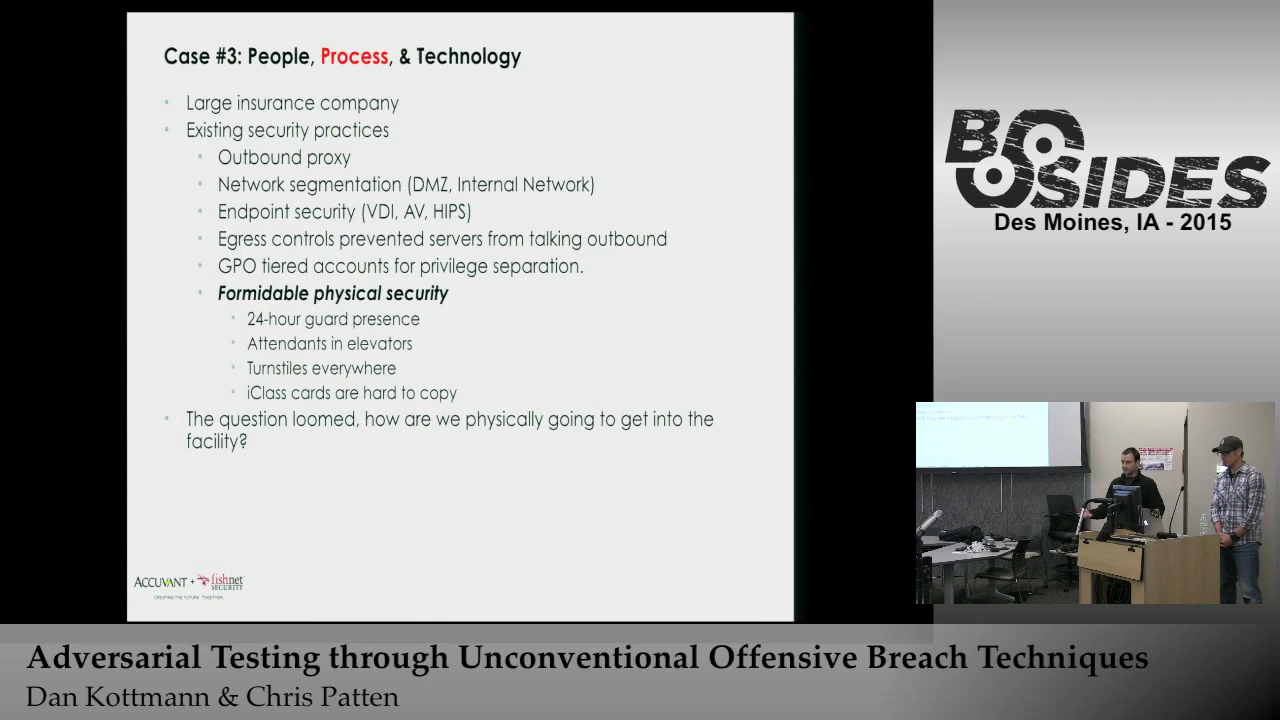 Case #3: People, Process, & Technology
Large insurance company
Existing security practices
Outbound proxy
Network segmentation (DMZ, Internal Network)
Endpoint security (VDI, AV, HIPS)
Egress controls prevented servers from talking outbound
GPO tiered accounts for privilege separation.
Formidable physical security
24-hour guard presence
Attendants in elevators
Turnstiles everywhere
iClass cards are hard to copy
The question loomed, how are we physically going to get into the
facility?
ACCUVANT + fishnet
SECURITY
CREATING THE FUTURE TOGETHER
BSIDES
Des Moines, IA - 2015
Adversarial Testing through Unconventional Offensive Breach Techniques
Dan Kottmann & Chris Patten